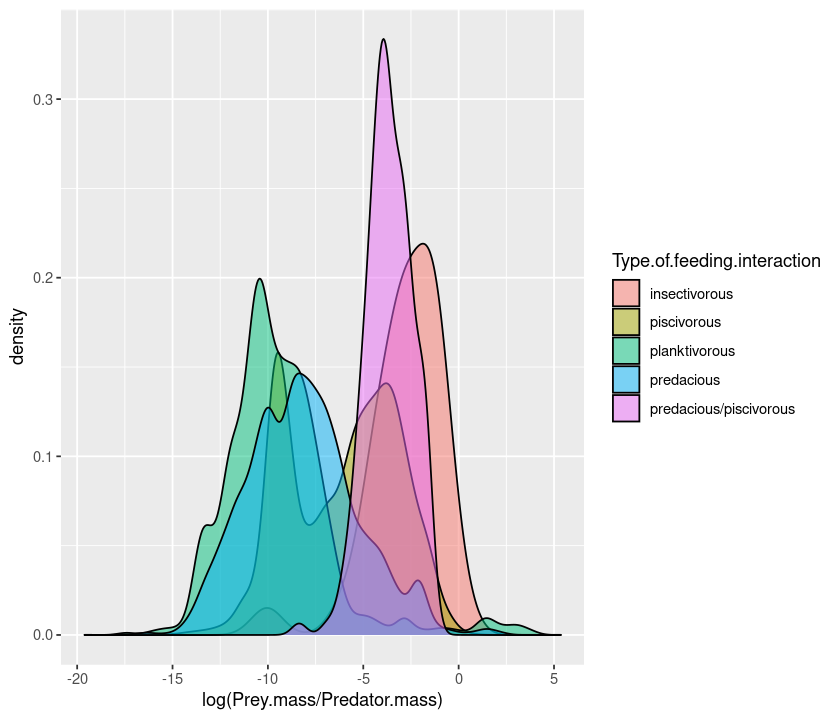 0.3
0.2
0.1
0.0
density
-20 -15 -10 -5 0 5
log(Prey.mass/Predator.mass)
Type.of.feeding.interaction
insectivorous
piscivorous
planktivorous
predacious
predacious/piscivorous